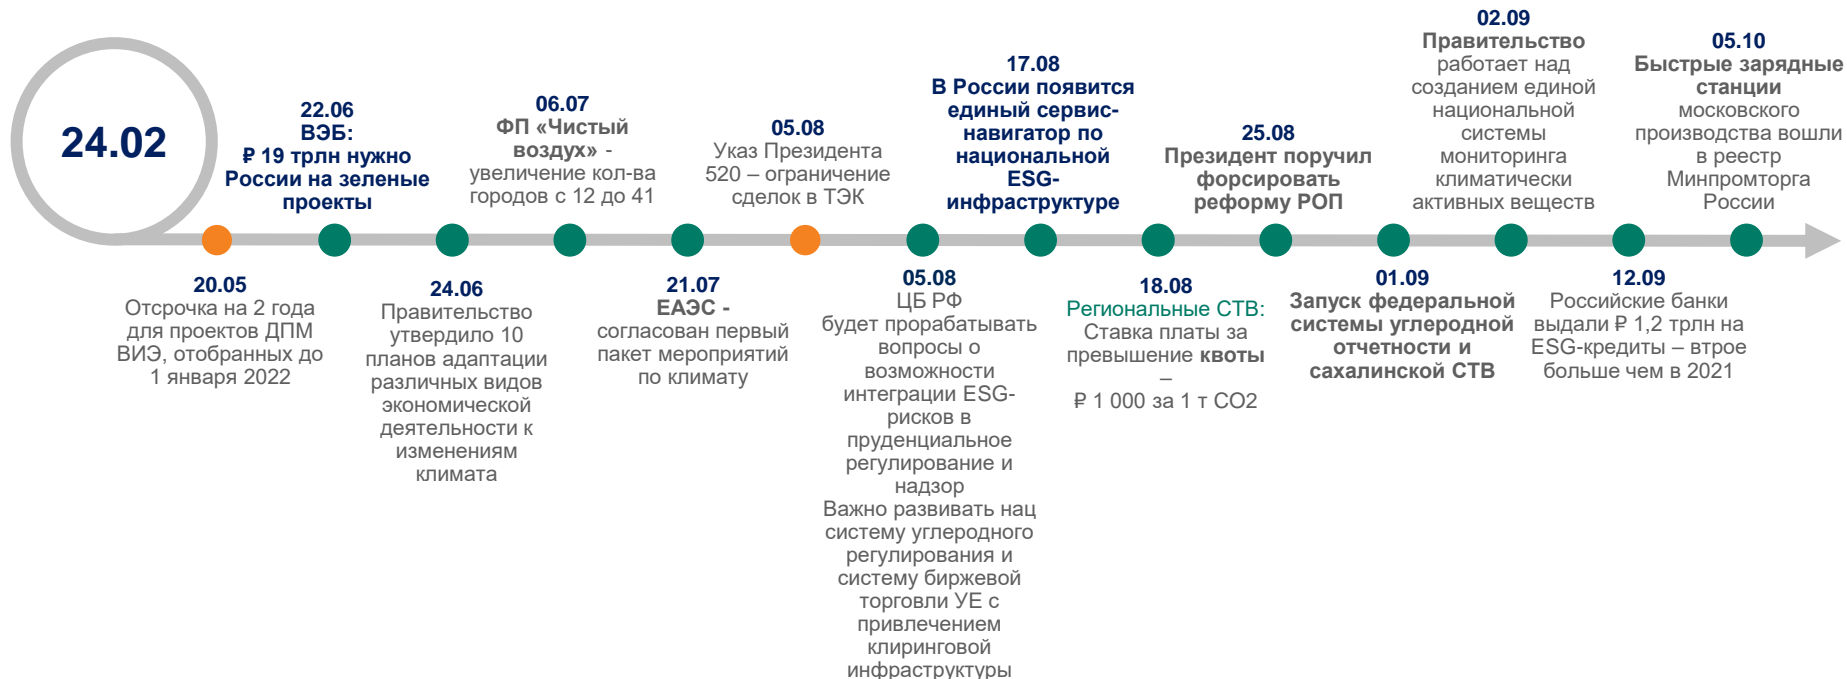 24.02
20.05
Отсрочка на 2 года
для проектов ДПМ
ВИЭ, отобранных до
1 января 2022
22.06
ВЭБ:
₽ 19 трлн нужно
России на зеленые
проекты
24.06
Правительство
утвердило 10
планов адаптации
различных видов
экономической
деятельности к
изменениям
климата
06.07
ФП «Чистый
воздух» -
увеличение кол-ва
городов с 12 до 41
21.07
ЕАЭС -
согласован первый
пакет мероприятий
по климату
05.08
Указ Президента
520 – ограничение
сделок в ТЭК
05.08
ЦБ РФ
будет прорабатывать
вопросы о
возможности
интеграции ESG-
рисков в
пруденциальное
регулирование и
надзор
Важно развивать нац
систему углеродного
регулирования и
систему биржевой
торговли УЕ с
привлечением
клиринговой
инфраструктуры
17.08
В России появится
единый сервис-
навигатор по
национальной
ESG-
инфраструктуре
18.08
Региональные СТВ:
Ставка платы за
превышение квоты
–
₽ 1 000 за 1 т СО2
25.08
Президент поручил
форсировать
реформу РОП
01.09
Запуск федеральной
системы углеродной
отчетности и
сахалинской СТВ
02.09
Правительство
работает над
созданием единой
национальной
системы
мониторинга
климатически
активных веществ
12.09
Российские банки
выдали ₽ 1,2 трлн на
ESG-кредиты – втрое
больше чем в 2021
05.10
Быстрые зарядные
станции
московского
производства вошли
в реестр
Минпромторга
России